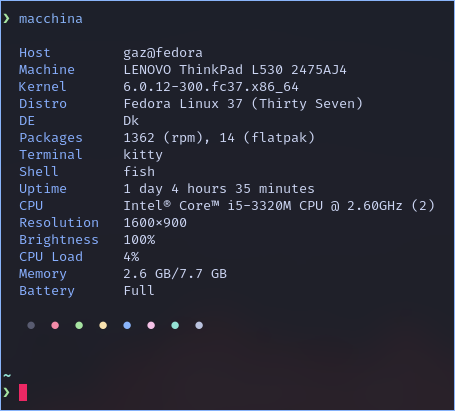 ❯ macchina
Host gaz@fedora
Machine LENOVO ThinkPad L530 2475AJ4
Kernel 6.0.12-300.fc37.x86_64
Distro Fedora Linux 37 (Thirty Seven)
DE Dk
Packages 1362 (rpm), 14 (flatpak)
Terminal kitty
Shell fish
Uptime 1 day 4 hours 35 minutes
CPU Intel® Core™ i5-3320M CPU @ 2.60GHz (2)
Resolution 1600×900
Brightness 100%
CPU Load 4%
Memory 2.6 GB/7.7 GB
Battery Full
~
❯